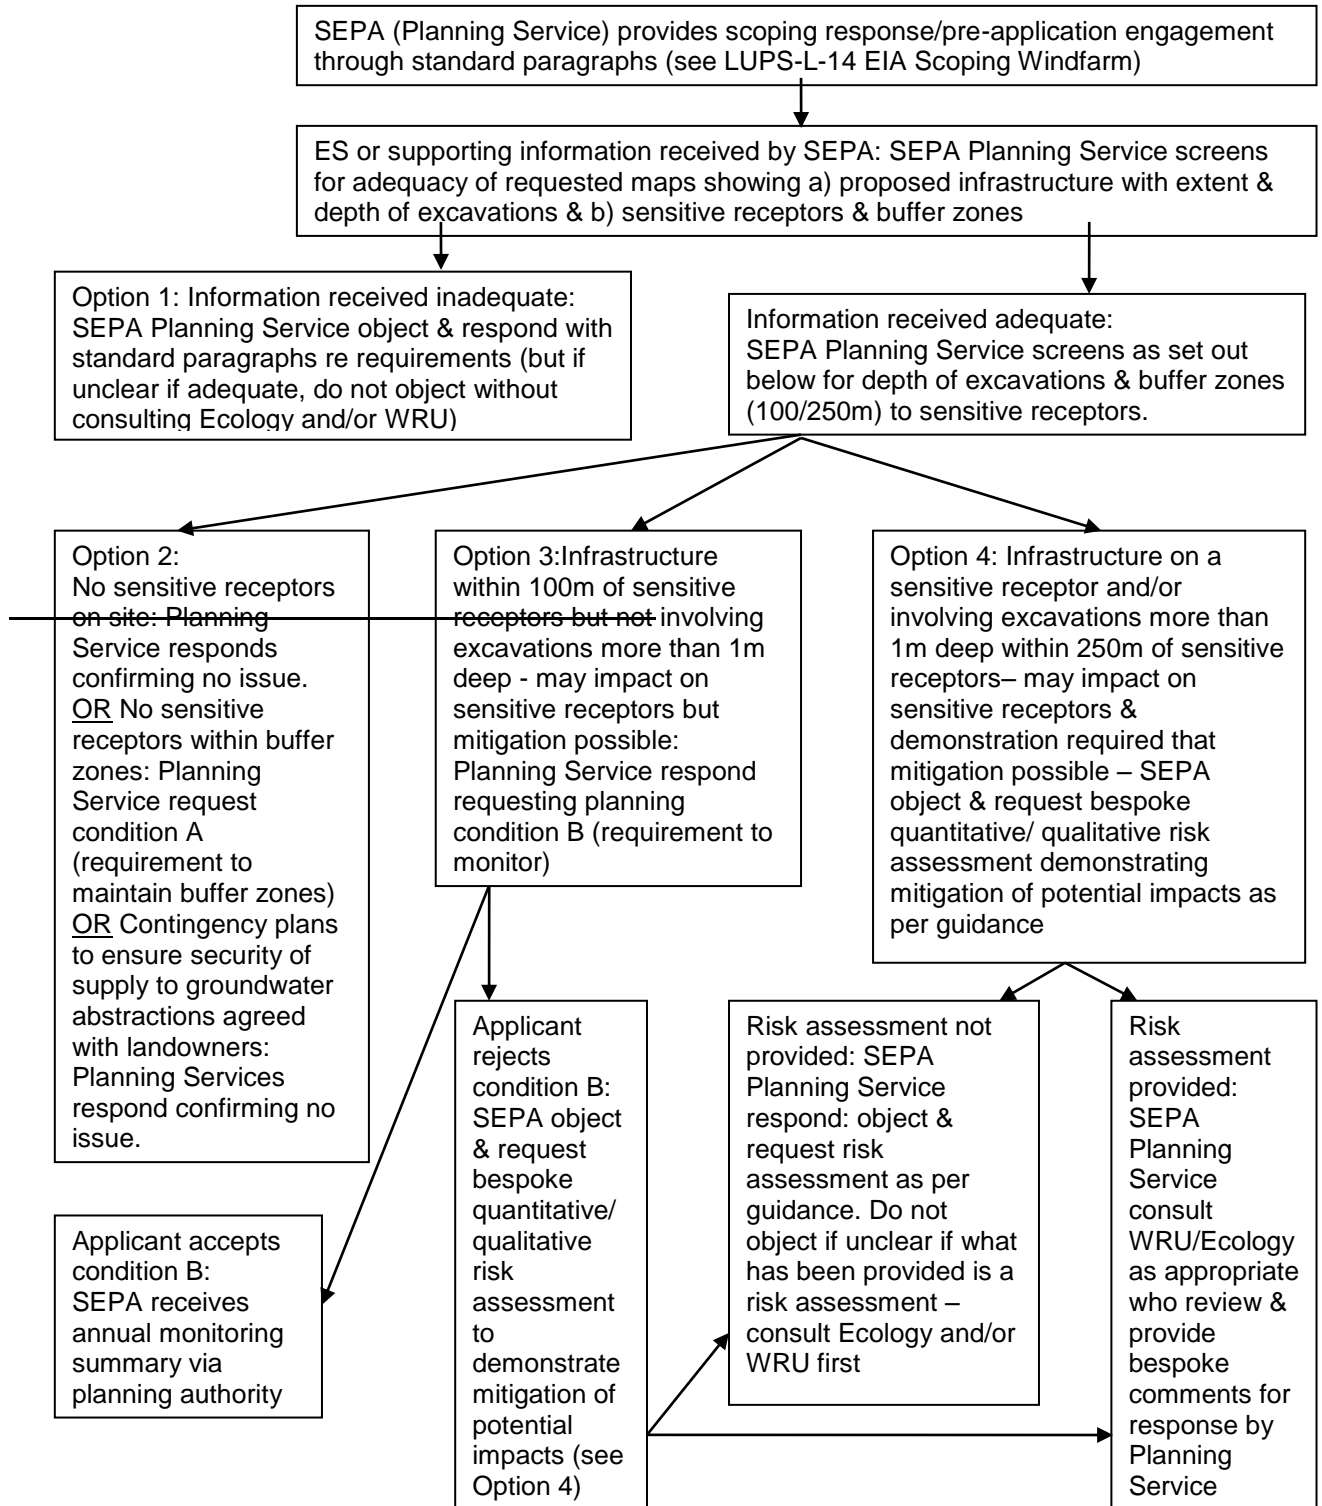 SEPA (Planning Service) provides scoping response/pre-application engagement
through standard paragraphs (see LUPS-L-14 EIA Scoping Windfarm)
ES or supporting information received by SEPA: SEPA Planning Service screens
for adequacy of requested maps showing a) proposed infrastructure with extent &
depth of excavations & b) sensitive receptors & buffer zones
Option 1: Information received inadequate:
SEPA Planning Service object & respond with
standard paragraphs re requirements (but if
unclear if adequate, do not object without
consulting Ecology and/or WRU)
Information received adequate:
SEPA Planning Service screens as set out
below for depth of excavations & buffer zones
(100/250m) to sensitive receptors.
Option 2:
No sensitive receptors
on site: Planning
Service responds
confirming no issue.
OR No sensitive
receptors within buffer
zones: Planning
Service request
condition A
(requirement to
maintain buffer zones)
OR Contingency plans
to ensure security of
supply to groundwater
abstractions agreed
with landowners:
Planning Services
respond confirming no
issue.
Option 3:Infrastructure
within 100m of sensitive
receptors but not involving
excavations more than 1m
deep - may impact on
sensitive receptors but
mitigation possible:
Planning Service respond
requesting planning
condition B (requirement to
monitor)
Option 4: Infrastructure on a
sensitive receptor and/or
involving excavations more than
1m deep within 250m of sensitive
receptors– may impact on
sensitive receptors &
demonstration required that
mitigation possible – SEPA
object & request bespoke
quantitative/ qualitative risk
assessment demonstrating
mitigation of potential impacts as
per guidance
Applicant accepts
condition B:
SEPA receives
annual monitoring
summary via
planning authority
Applicant
rejects
condition B:
SEPA object
& request
bespoke
quantitative/
qualitative
risk
assessment
to
demonstrate
mitigation of
potential
impacts (see
Option 4)
Risk assessment not
provided: SEPA
Planning Service
respond: object &
request risk
assessment as per
guidance. Do not
object if unclear if what
has been provided is a
risk assessment –
consult Ecology and/or
WRU first
Risk
assessment
provided:
SEPA
Planning
Service
consult
WRU/Ecology
as appropriate
who review &
provide
bespoke
comments for
response by
Planning
Service